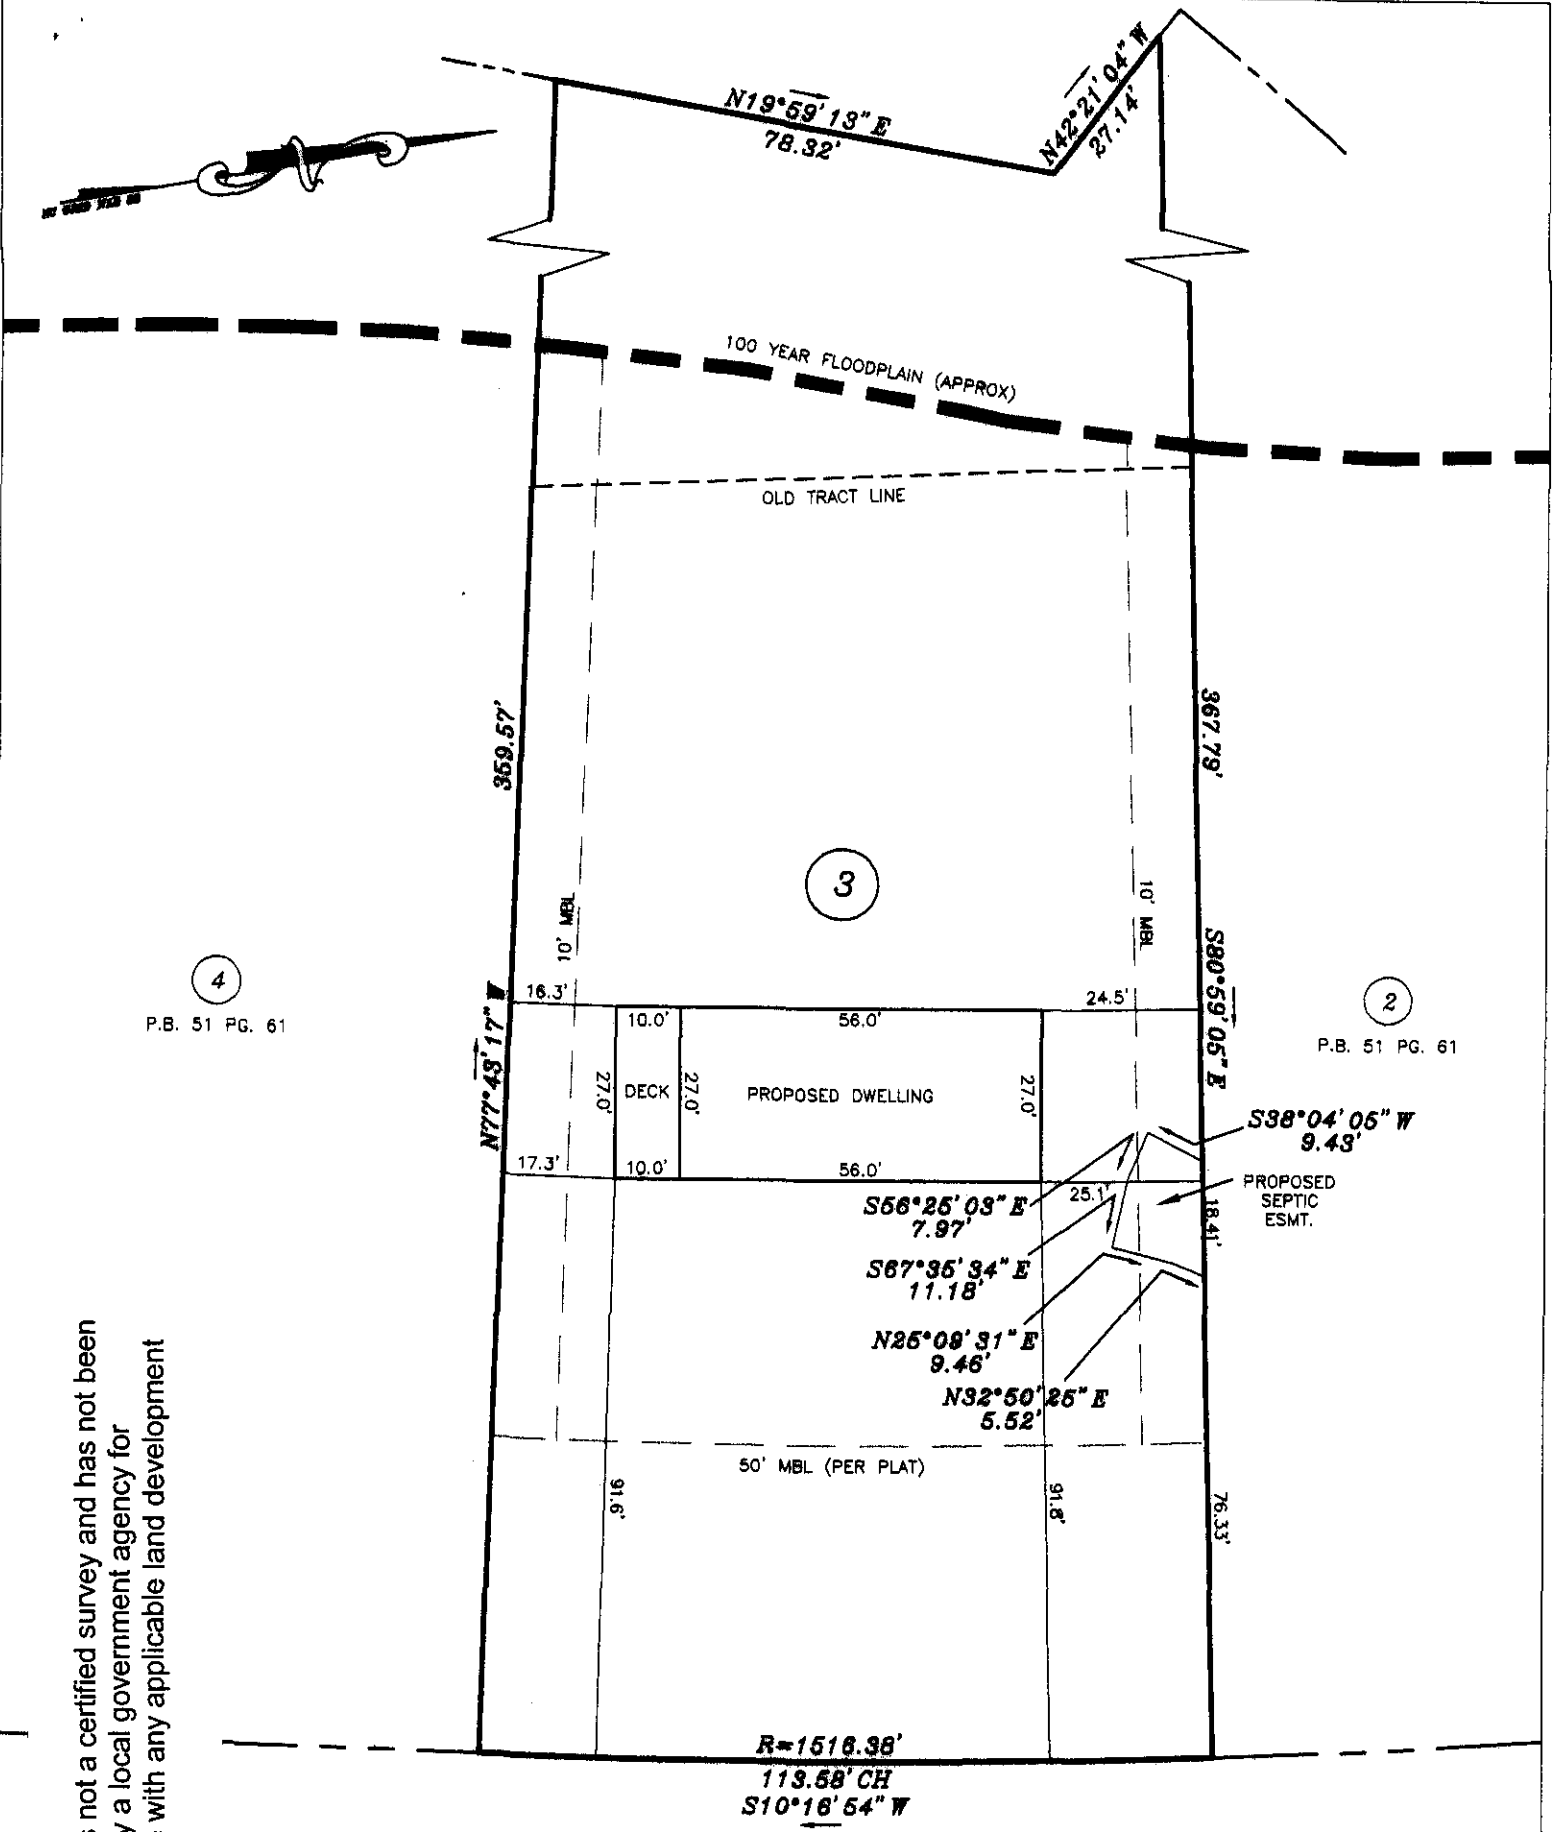 N19°59'13"E
78.32'
N42°21'04"W
27.14'
100 YEAR FLOODPLAIN (APPROX)
OLD TRACT LINE
359.57'
367.79'
3
10' MBL
10' MBL
4
P.B. 51 PG. 61
2
P.B. 51 PG. 61
N77°43'17"W
S80°59'05"E
16.3'
10.0'
56.0'
24.5'
27.0'
DECK
27.0'
PROPOSED DWELLING
27.0'
17.3'
10.0'
56.0'
25.1'
S38°04'05"W
9.43'
PROPOSED
SEPTIC
ESMT.
18.41'
S56°25'03"E
7.97'
S67°35'34"E
11.18'
N25°09'31"E
9.46'
N32°50'25"E
5.52'
50' MBL (PER PLAT)
91.6'
91.8'
76.33'
R=1516.38'
113.58' CH
S10°16'54"W
not a certified survey and has not been
a local government agency for
with any applicable land development